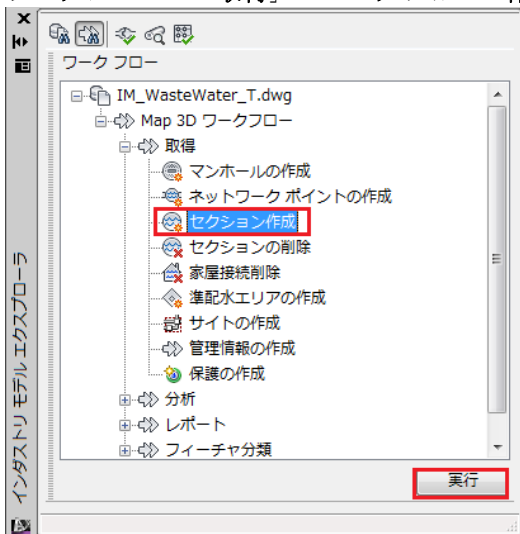 取得
ワーク フロー
IM_WasteWater_T.dwg
Map 3D ワークフロー
取得
マンホールの作成
ネットワーク ポイントの作成
セクション作成
セクションの削除
家屋接続削除
準配水エリアの作成
サイトの作成
管理情報の作成
保護の作成
分析
レポート
フィーチャ分類
実行
インダストリ モデル エクスプローラ